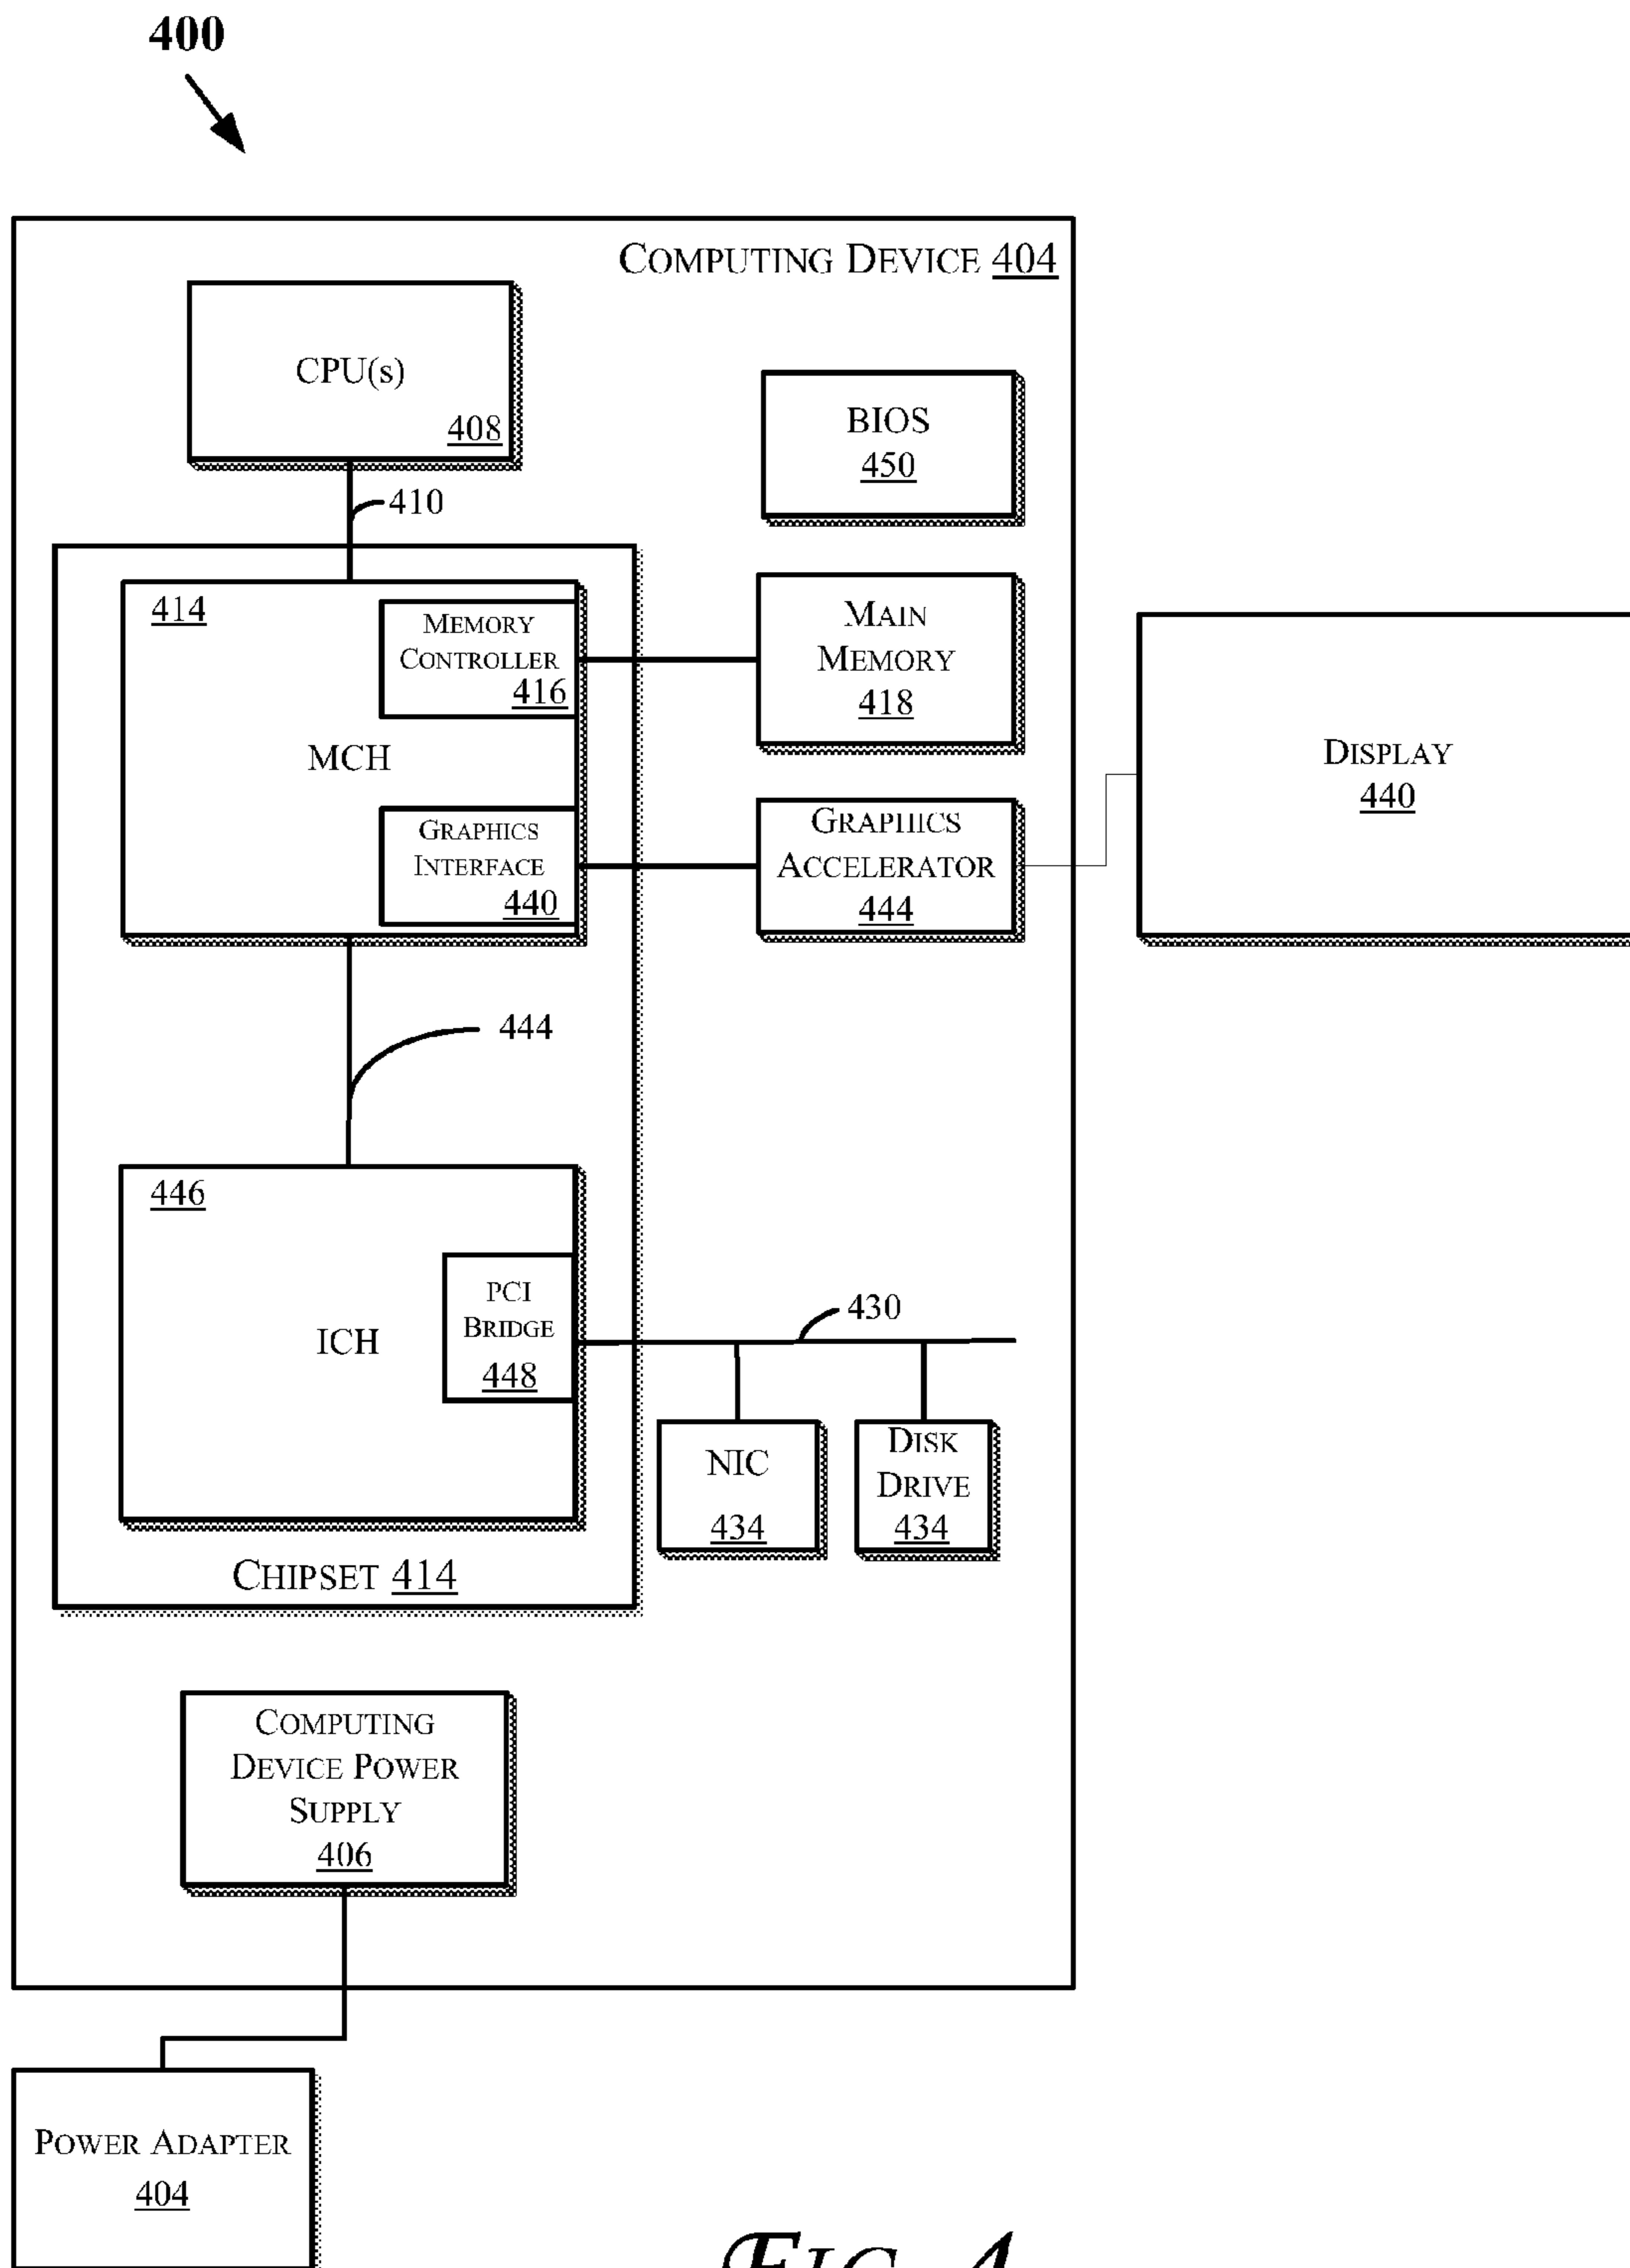 400
COMPUTING DEVICE 404
CPU(s)
408
BIOS
450
410
414
MEMORY
CONTROLLER
416
MAIN
MEMORY
418
MCH
DISPLAY
440
GRAPHICS
INTERFACE
440
GRAPHICS
ACCELERATOR
444
444
446
PCI
BRIDGE
448
ICH
430
NIC
434
DISK
DRIVE
434
CHIPSET 414
COMPUTING
DEVICE POWER
SUPPLY
406
POWER ADAPTER
404
FIG. 4